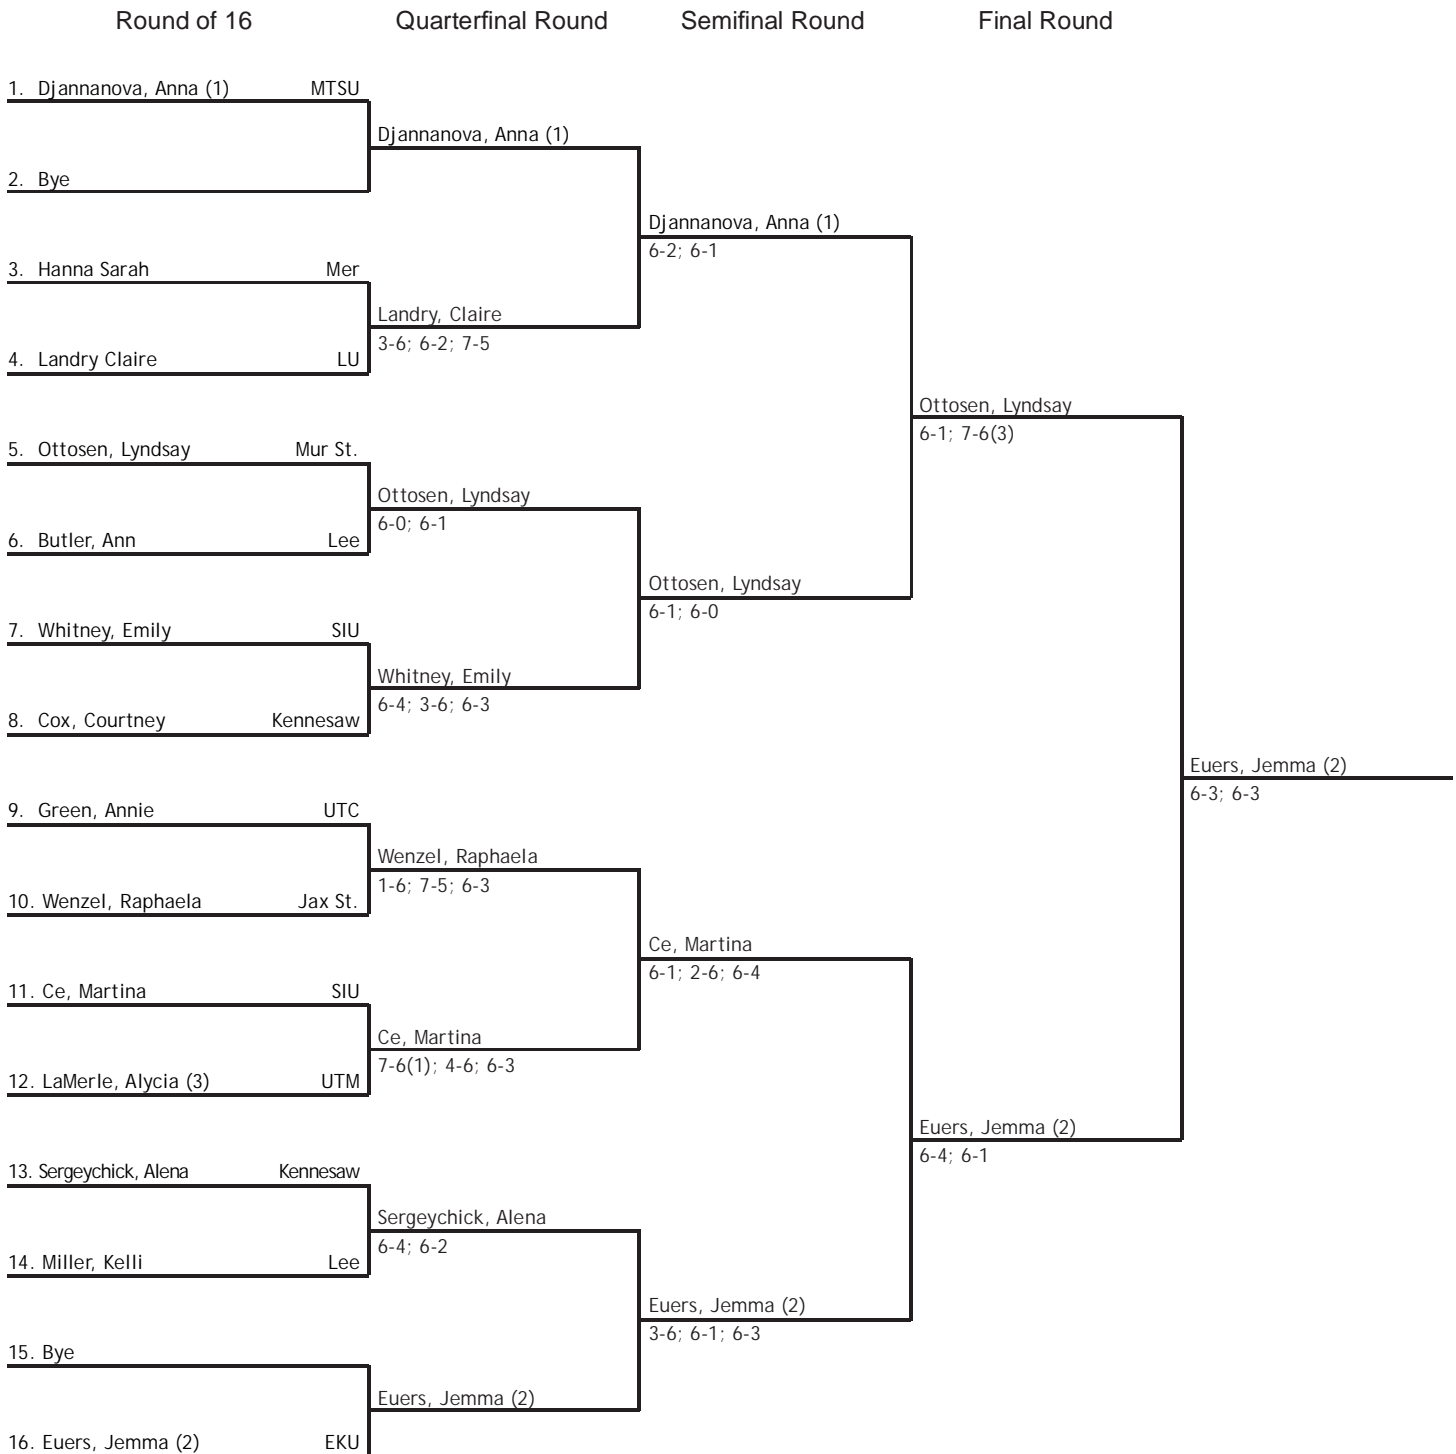 Round of 16 Quarterfinal Round Semifinal Round Final Round
1. Djannanova, Anna (1) MTSU
Djannanova, Anna (1)
2. Bye
Djannanova, Anna (1)
6-2; 6-1
3. Hanna Sarah Mer
Landry, Claire
3-6; 6-2; 7-5
4. Landry Claire LU
Ottosen, Lyndsay
6-1; 7-6(3)
5. Ottosen, Lyndsay Mur St.
Ottosen, Lyndsay
6-0; 6-1
6. Butler, Ann Lee
Ottosen, Lyndsay
6-1; 6-0
7. Whitney, Emily SIU
Whitney, Emily
6-4; 3-6; 6-3
8. Cox, Courtney Kennesaw
Euers, Jemma (2)
6-3; 6-3
9. Green, Annie UTC
Wenzel, Raphaela
1-6; 7-5; 6-3
10. Wenzel, Raphaela Jax St.
Ce, Martina
6-1; 2-6; 6-4
11. Ce, Martina SIU
Ce, Martina
7-6(1); 4-6; 6-3
12. LaMerle, Alycia (3) UTM
Euers, Jemma (2)
6-4; 6-1
13. Sergeychick, Alena Kennesaw
Sergeychick, Alena
6-4; 6-2
14. Miller, Kelli Lee
Euers, Jemma (2)
3-6; 6-1; 6-3
15. Bye
Euers, Jemma (2)
16. Euers, Jemma (2) EKU